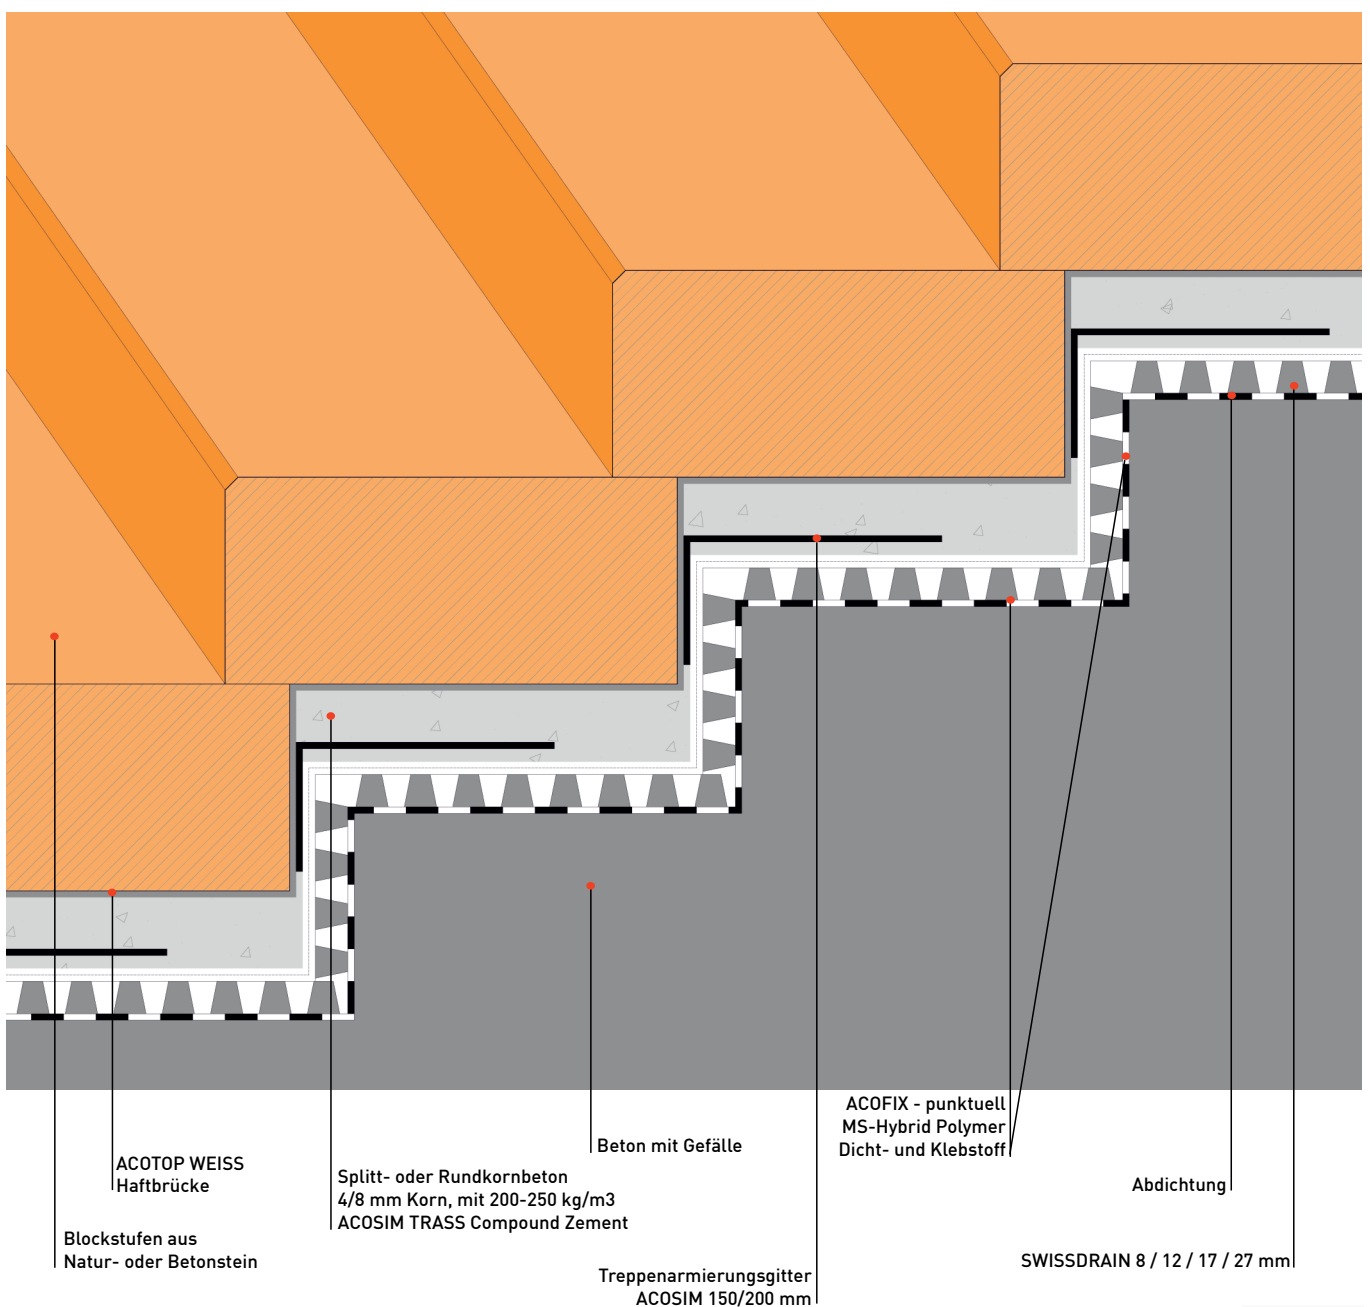 ACOFIX - punktuell
MS-Hybrid Polymer
Dicht- und Klebstoff
Beton mit Gefälle
ACOTOP WEISS
Haftbrücke
Splitt- oder Rundkornbeton
4/8 mm Korn, mit 200-250 kg/m3
ACOSIM TRASS Compound Zement
Abdichtung
Blockstufen aus
Natur- oder Betonstein
SWISSDRAIN 8 / 12 / 17 / 27 mm
Treppenarmierungsgitter
ACOSIM 150/200 mm